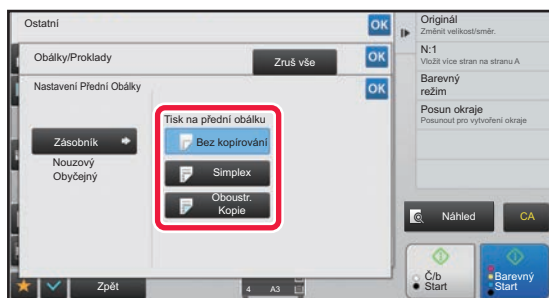 Ostatní
OK
Obálky/Proklady
Zruš vše
OK
Nastavení Přední Obálky
OK
Tisk na přední obálku
Zásobník
Bez kopírování
Nouzový
Obyčejný
Simplex
Oboustr.
Kopie
Zpět
4
A3
Originál
Změnit velikost/směr.
N:1
Vložit více stran na stranu A
Barevný
režim
Posun okraje
Posunout pro vytvoření okraje
Náhled
CA
Č/b
Start
Barevný
Start